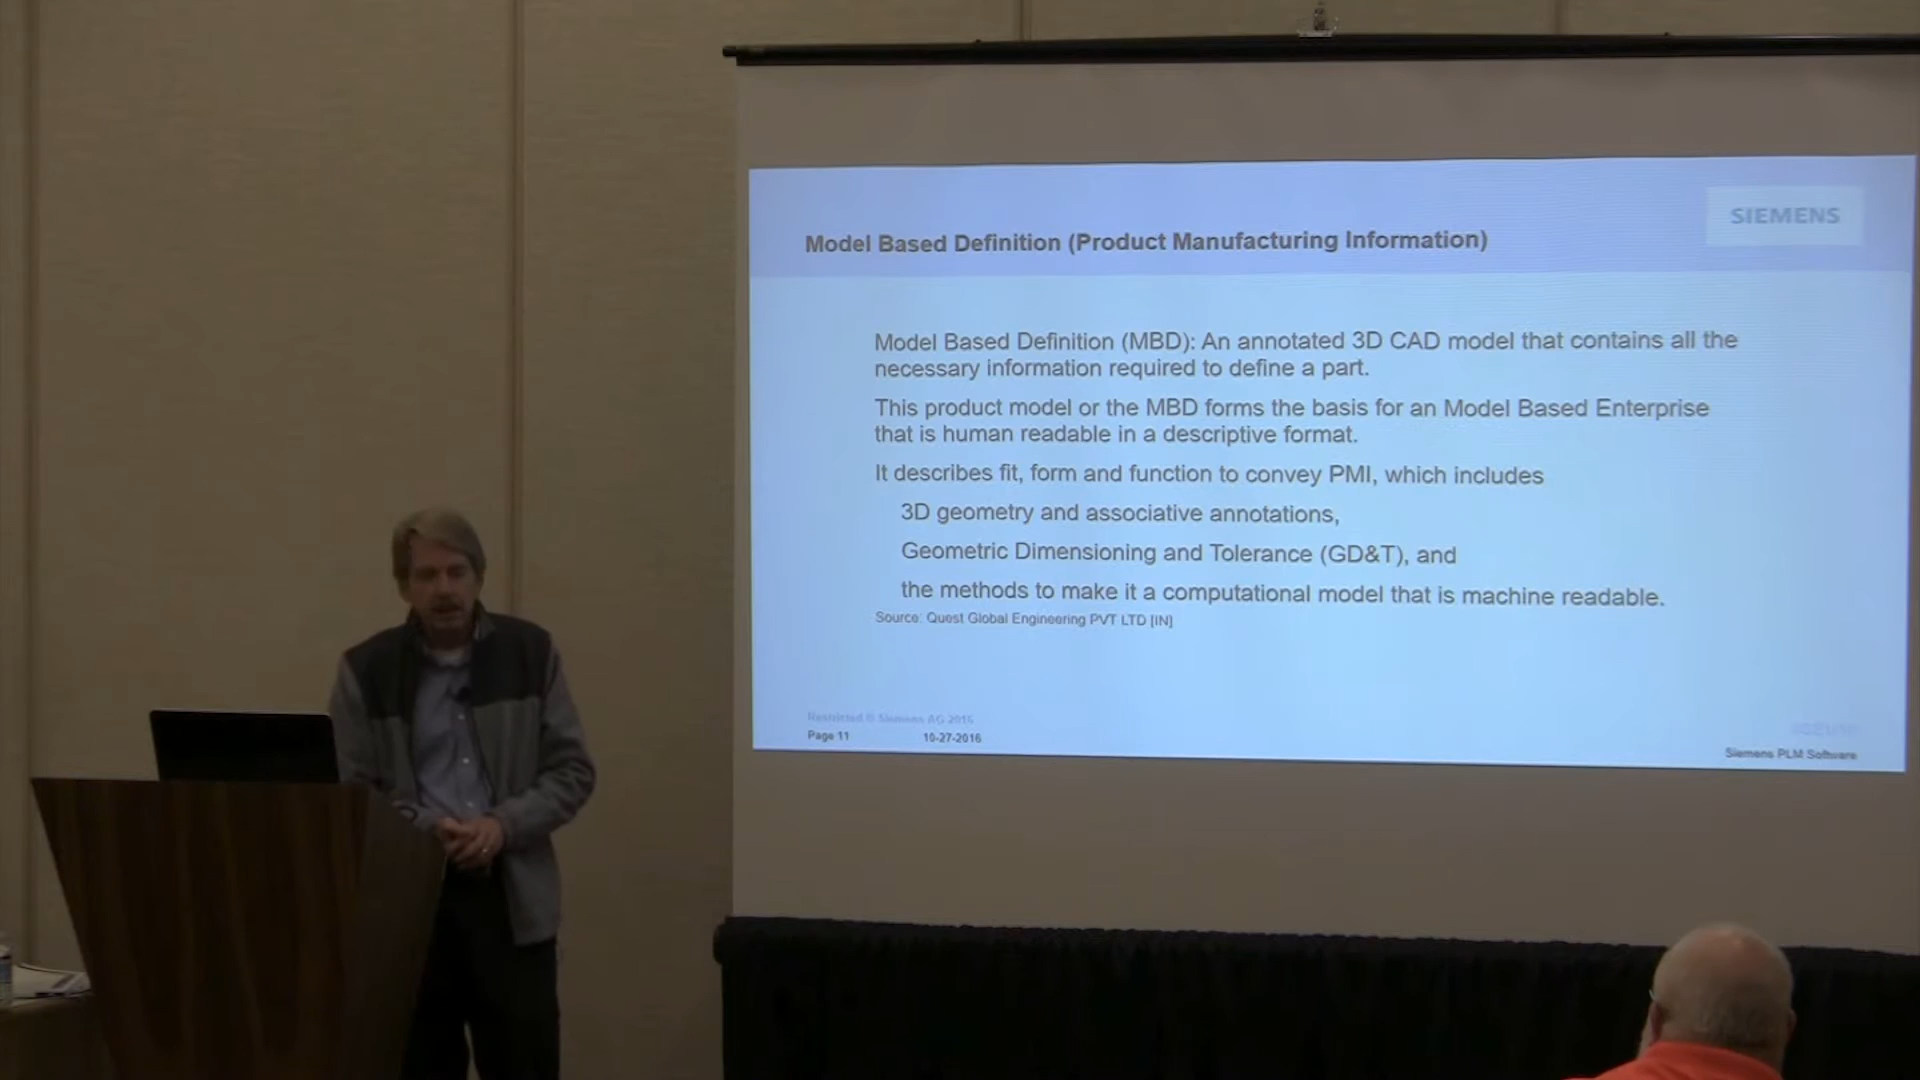 SIEMENS
Model Based Definition (Product Manufacturing Information)
Model Based Definition (MBD): An annotated 3D CAD model that contains all the
necessary information required to define a part.
This product model or the MBD forms the basis for an Model Based Enterprise
that is human readable in a descriptive format.
It describes fit, form and function to convey PMI, which includes
3D geometry and associative annotations,
Geometric Dimensioning and Tolerance (GD&T), and
the methods to make it a computational model that is machine readable.
Source: Quest Global Engineering PVT LTD [IN]
Restricted © Siemens AG 2016
Page 11 10-27-2016
Siemens PLM Software